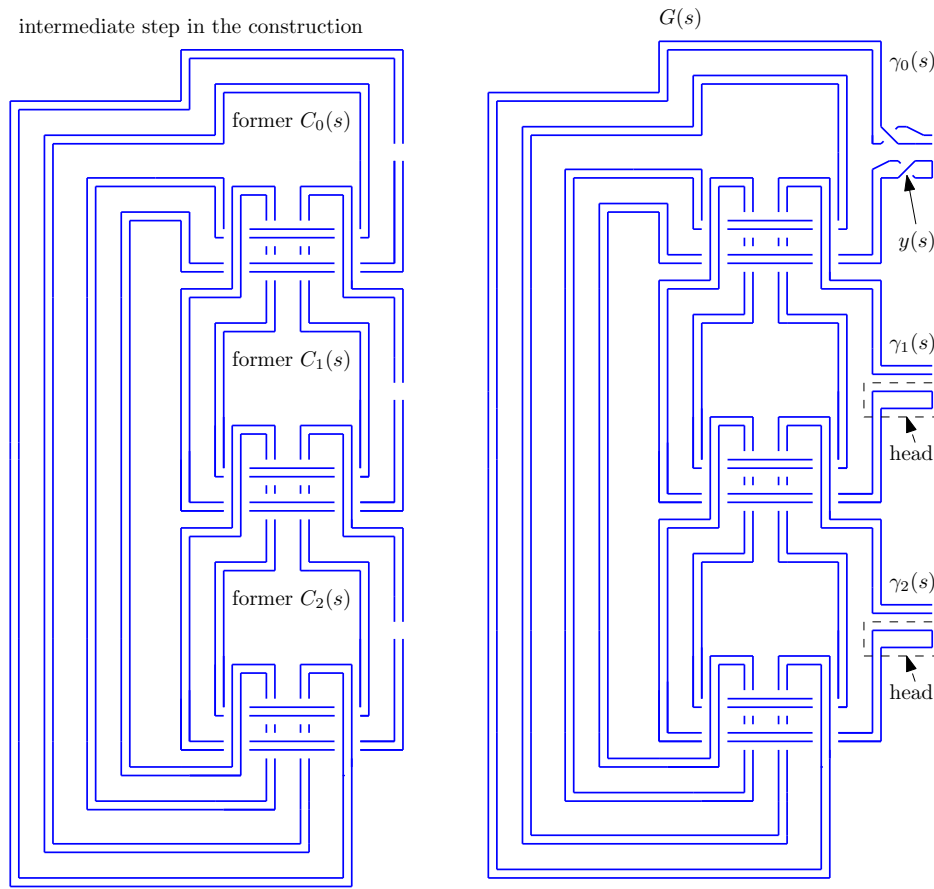 intermediate step in the construction
former C₀(s)
former C₁(s)
former C₂(s)
G(s)
γ₀(s)
y(s)
γ₁(s)
head
γ₂(s)
head